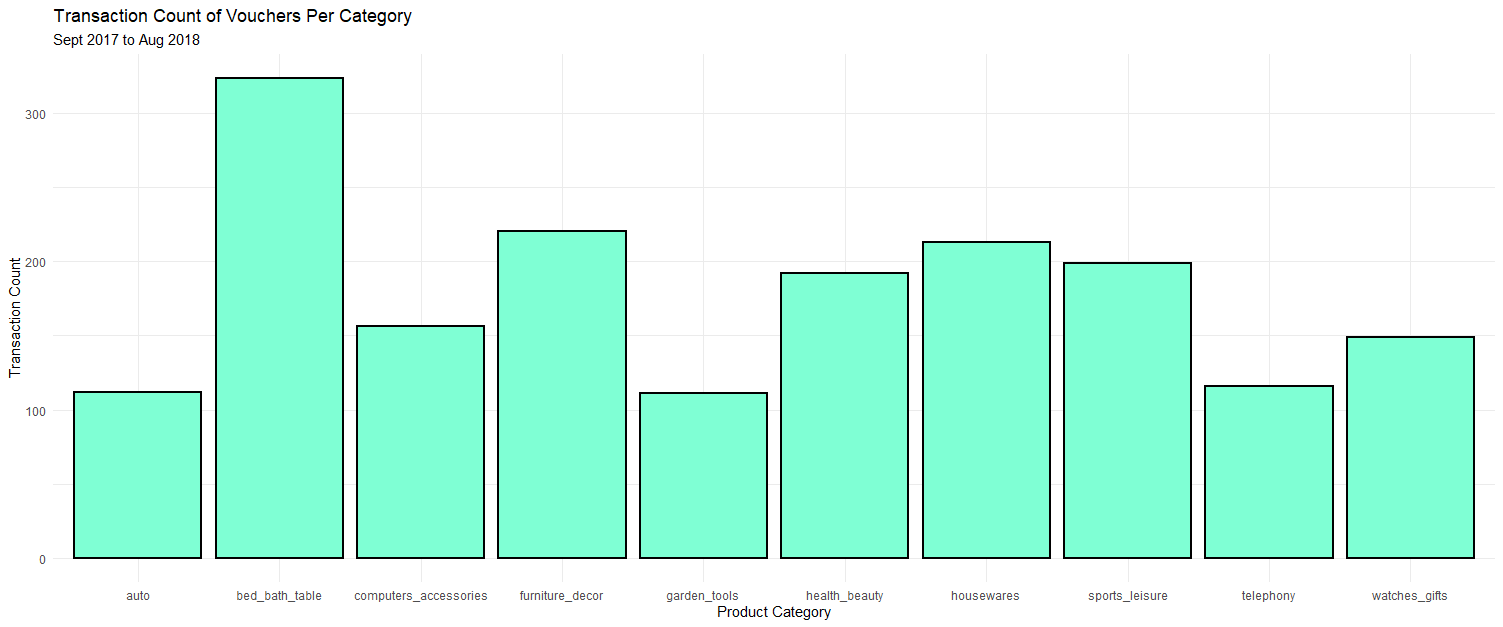 Transaction Count of Vouchers Per Category
Sept 2017 to Aug 2018
Transaction Count
300
200
100
0
auto
bed_bath_table
computers_accessories
furniture_decor
garden_tools
health_beauty
housewares
sports_leisure
telephony
watches_gifts
Product Category